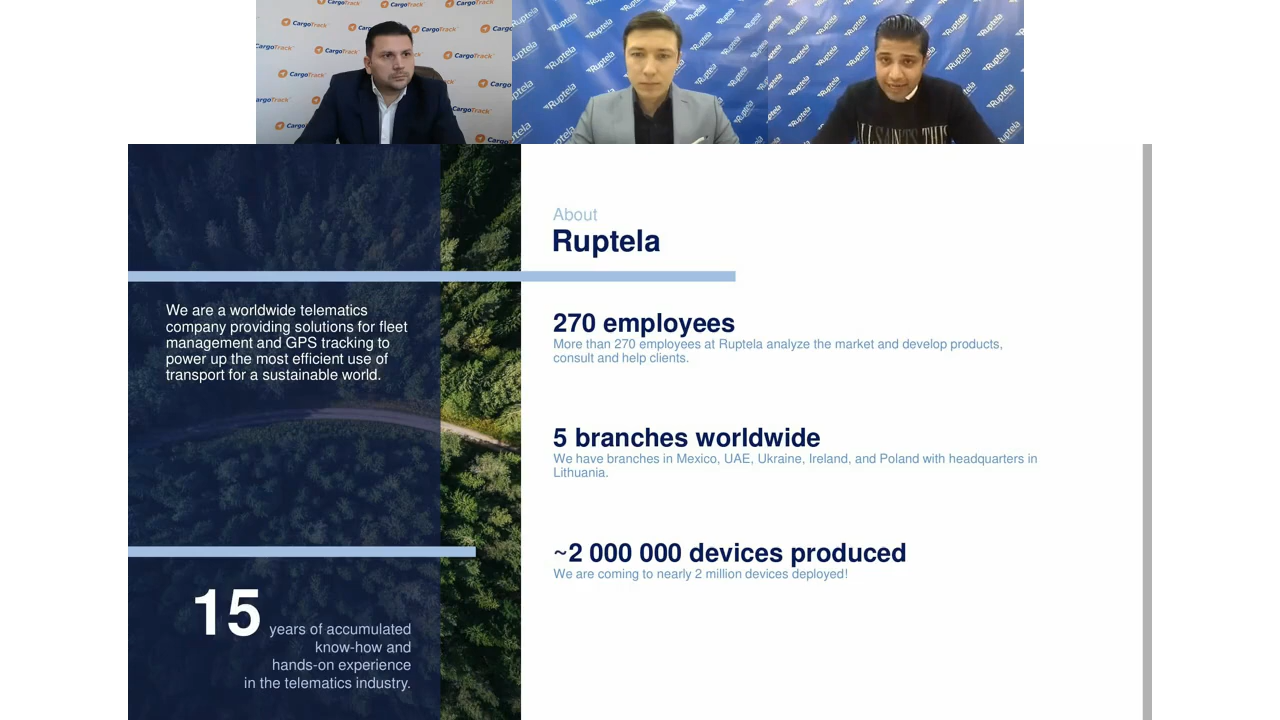 CargoTrack
Ruptela
Ruptela
About
Ruptela
We are a worldwide telematics
company providing solutions for fleet
management and GPS tracking to
power up the most efficient use of
transport for a sustainable world.
270 employees
More than 270 employees at Ruptela analyze the market and develop products,
consult and help clients.
5 branches worldwide
We have branches in Mexico, UAE, Ukraine, Ireland, and Poland with headquarters in
Lithuania.
~2 000 000 devices produced
We are coming to nearly 2 million devices deployed!
15 years of accumulated
know-how and
hands-on experience
in the telematics industry.